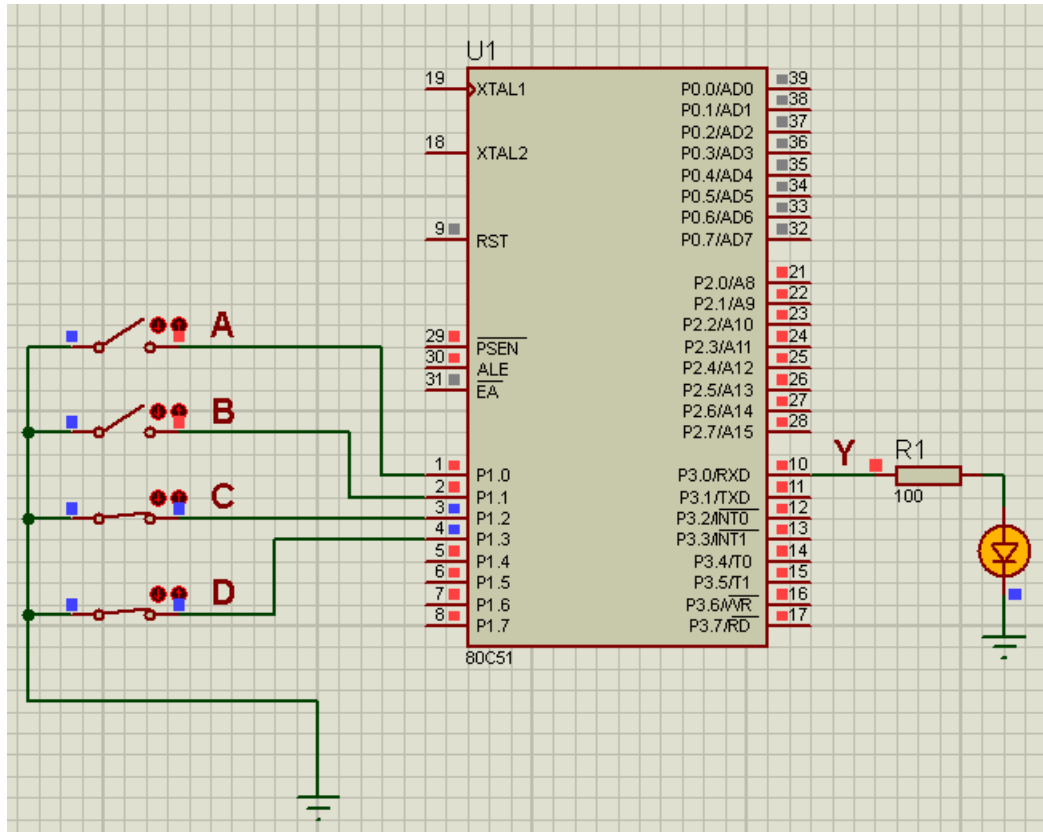 U1
19 XTAL1
18 XTAL2
9 RST
29 PSEN
30 ALE
31 EA
1 P1.0
2 P1.1
3 P1.2
4 P1.3
5 P1.4
6 P1.5
7 P1.6
8 P1.7
P0.0/AD0 39
P0.1/AD1 38
P0.2/AD2 37
P0.3/AD3 36
P0.4/AD4 35
P0.5/AD5 34
P0.6/AD6 33
P0.7/AD7 32
P2.0/A8 21
P2.1/A9 22
P2.2/A10 23
P2.3/A11 24
P2.4/A12 25
P2.5/A13 26
P2.6/A14 27
P2.7/A15 28
P3.0/RXD 10
P3.1/TXD 11
P3.2/INT0 12
P3.3/INT1 13
P3.4/T0 14
P3.5/T1 15
P3.6/WR 16
P3.7/RD 17
80C51
A
B
C
D
Y
R1
100